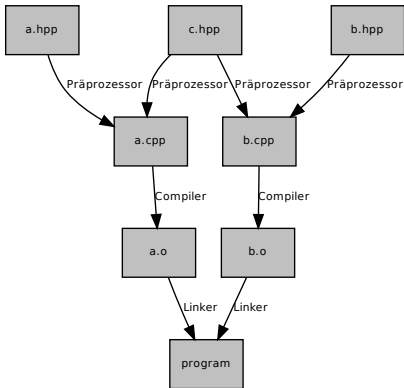 a.hpp
c.hpp
b.hpp
Präprozessor
Präprozessor
Präprozessor
Präprozessor
a.cpp
b.cpp
Compiler
Compiler
a.o
b.o
Linker
Linker
program